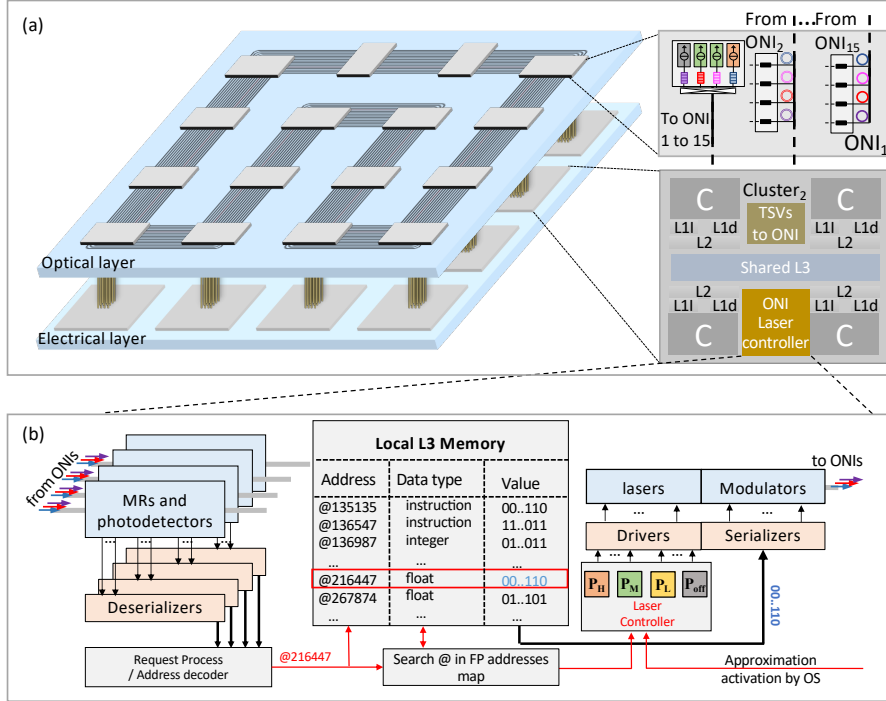 (a)
From ...From
ONI2
ONI15
To ONI
1 to 15
ONI1
Optical layer
Electrical layer
C
Cluster2
C
TSVs
to ONI
L1I
L1d
L2
L1I
L1d
L2
Shared L3
L2
L1I
L1d
L2
L1I
L1d
C
ONI
Laser
controller
C
(b)
from ONIs
MRs and
photodetectors
...
...
...
Deserializers
Request Process
/ Address decoder
@216447
Local L3 Memory
Address Data type Value
@135135 instruction 00..110
@136547 instruction 11..011
@136987 integer 01..011
... ... ...
@216447 float 00..110
@267874 float 01..101
... ... ...
Search @ in FP addresses
map
to ONIs
lasers
Modulators
...
...
Drivers
Serializers
...
...
PH
PM
PL
Poff
Laser
Controller
00..110
Approximation
activation by OS